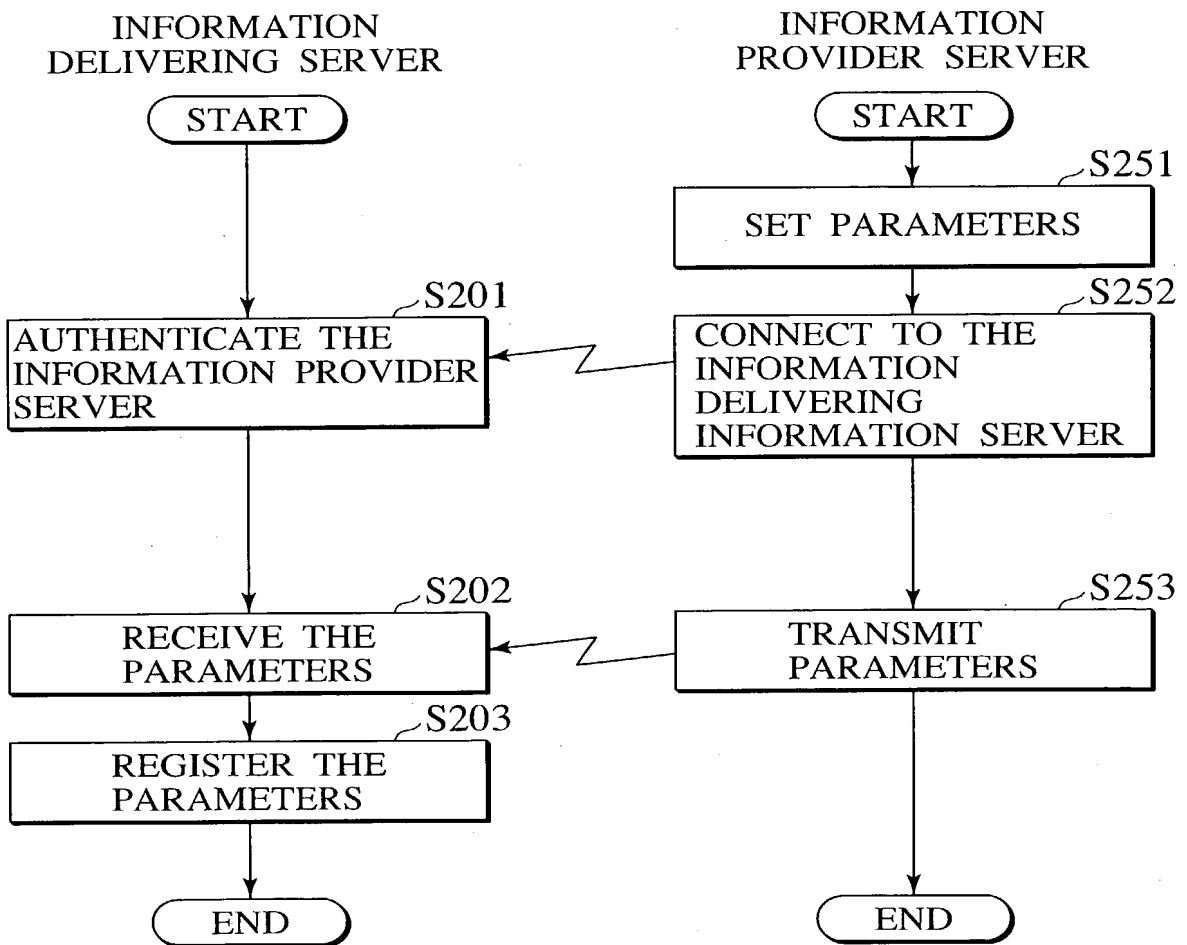 INFORMATION
DELIVERING SERVER
START
S201
AUTHENTICATE THE
INFORMATION PROVIDER
SERVER
S202
RECEIVE THE
PARAMETERS
S203
REGISTER THE
PARAMETERS
END
INFORMATION
PROVIDER SERVER
START
S251
SET PARAMETERS
S252
CONNECT TO THE
INFORMATION
DELIVERING
INFORMATION SERVER
S253
TRANSMIT
PARAMETERS
END